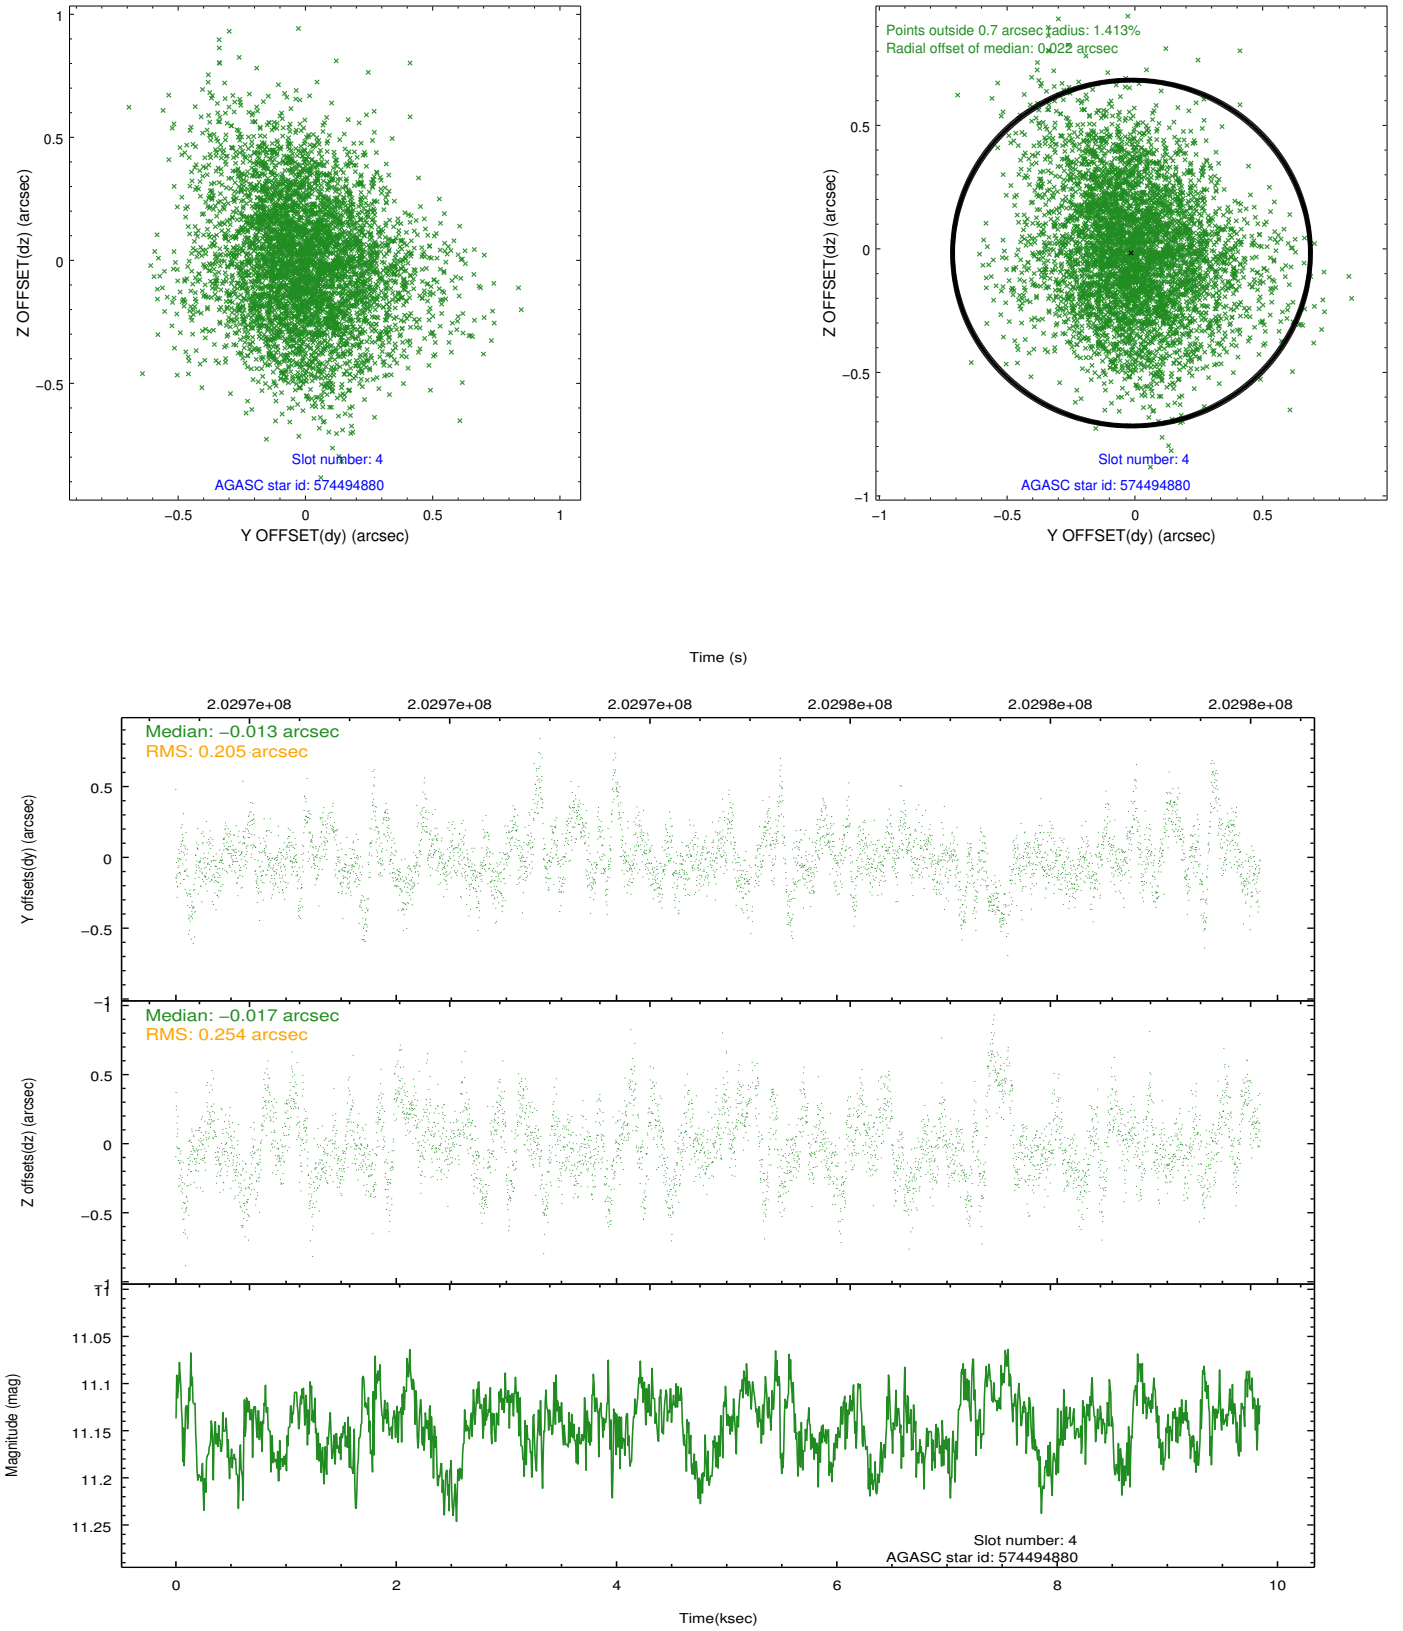 1
0.5
0
−0.5
Z OFFSET(dz) (arcsec)
Slot number: 4
AGASC star id: 574494880
−0.5 0 0.5 1
Y OFFSET(dy) (arcsec)
Points outside 0.7 arcsec radius: 1.413%
Radial offset of median: 0.022 arcsec
0.5
0
−0.5
−1
Z OFFSET(dz) (arcsec)
Slot number: 4
AGASC star id: 574494880
−1 −0.5 0 0.5
Y OFFSET(dy) (arcsec)
Time (s)
2.0297e+08 2.0297e+08 2.0297e+08 2.0298e+08 2.0298e+08 2.0298e+08
Median: −0.013 arcsec
RMS: 0.205 arcsec
0.5
0
−0.5
−1
Y offsets(dy) (arcsec)
1
Median: −0.017 arcsec
RMS: 0.254 arcsec
0.5
0
−0.5
−1
Z offsets(dz) (arcsec)
11
11.05
11.1
11.15
11.2
11.25
Magnitude (mag)
Slot number: 4
AGASC star id: 574494880
0 2 4 6 8 10
Time(ksec)